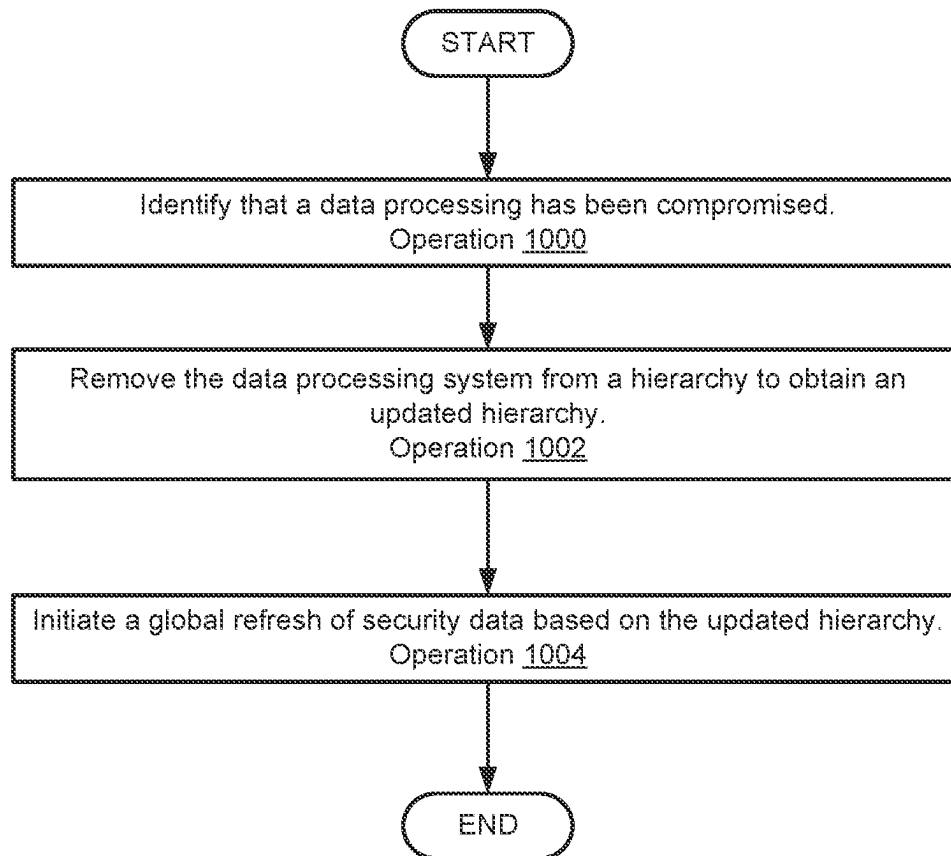 START
Identify that a data processing has been compromised.
Operation 1000
Remove the data processing system from a hierarchy to obtain an
updated hierarchy.
Operation 1002
Initiate a global refresh of security data based on the updated hierarchy.
Operation 1004
END